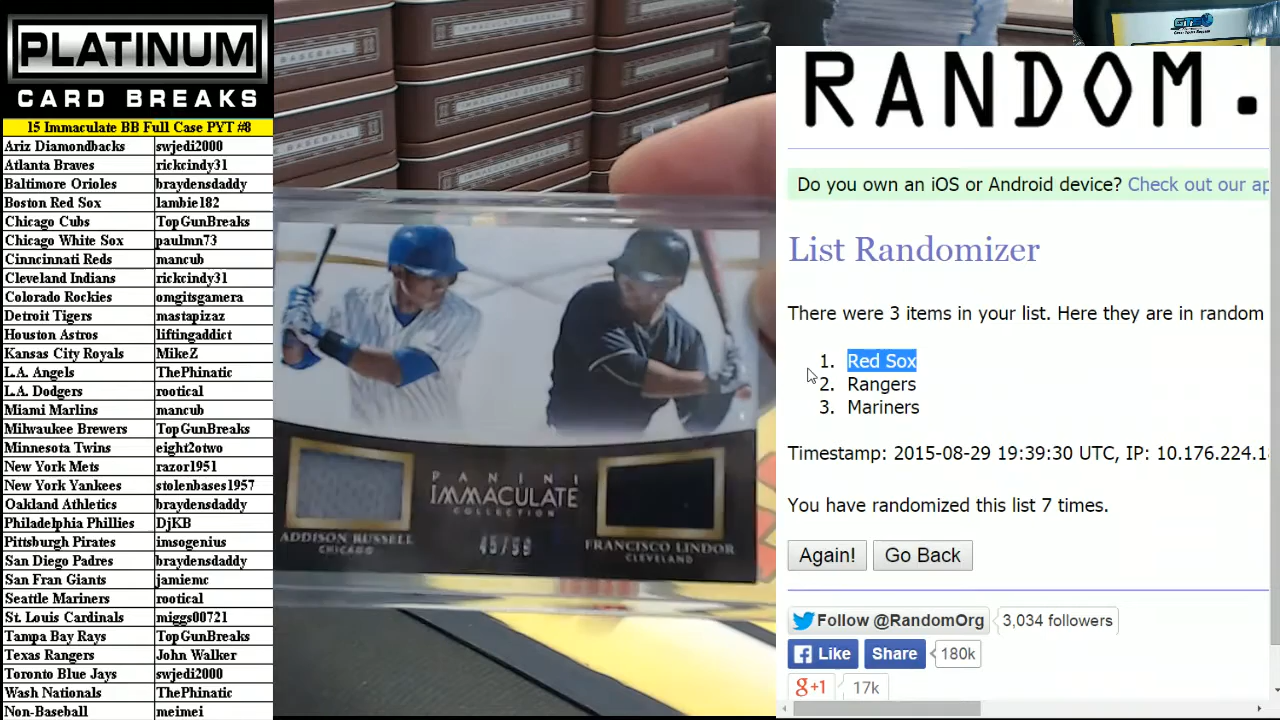 PLATINUM
CARD BREAKS
15 Immaculate BB Full Case PYT #8
Ariz Diamondbacks swjedi2000
Atlanta Braves rickcindy31
Baltimore Orioles braydensdaddy
Boston Red Sox lambie182
Chicago Cubs TopGunBreaks
Chicago White Sox paulmn73
Cinncinnati Reds mancub
Cleveland Indians rickcindy31
Colorado Rockies omgitsgamera
Detroit Tigers mastapizaz
Houston Astros liftingaddict
Kansas City Royals MikeZ
L.A. Angels ThePhinatic
L.A. Dodgers rootical
Miami Marlins mancub
Milwaukee Brewers TopGunBreaks
Minnesota Twins eight2otwo
New York Mets razor1951
New York Yankees stolenbases1957
Oakland Athletics braydensdaddy
Philadelphia Phillies DjKB
Pittsburgh Pirates imsogenius
San Diego Padres braydensdaddy
San Fran Giants jamiemc
Seattle Mariners rootical
St. Louis Cardinals miggs00721
Tampa Bay Rays TopGunBreaks
Texas Rangers John Walker
Toronto Blue Jays swjedi2000
Wash Nationals ThePhinatic
Non-Baseball meimei
BASEBALL
PANINI
IMMACULATE
COLLECTION
ADDISON RUSSELL
CHICAGO
FRANCISCO LINDOR
CLEVELAND
GTS
RANDOM.
Do you own an iOS or Android device? Check out our ap
List Randomizer
There were 3 items in your list. Here they are in random
1. Red Sox
2. Rangers
3. Mariners
Timestamp: 2015-08-29 19:39:30 UTC, IP: 10.176.224.1
You have randomized this list 7 times.
Again! Go Back
Follow @RandomOrg 3,034 followers
Like Share 180k
g+1 17k